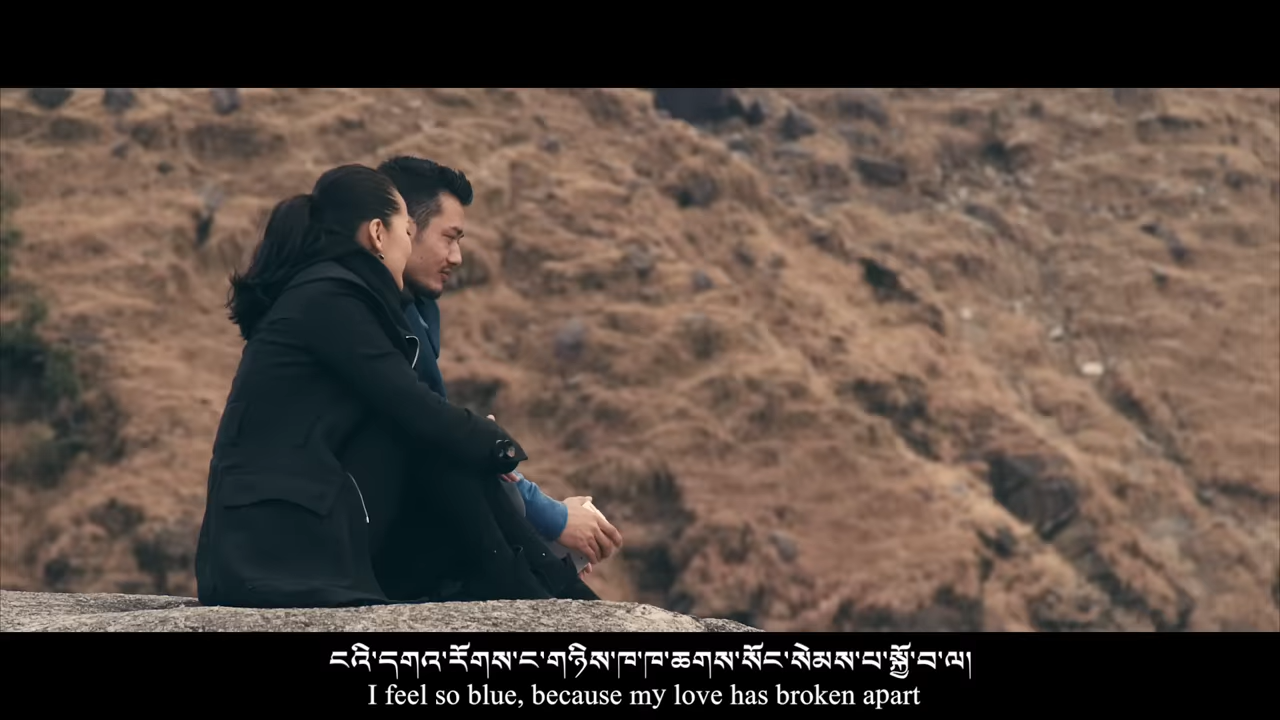 ངའི་དགའ་རོགས་ང་གཉིས་ཁ་ཁ་ཆགས་སོང་སེམས་པ་སྐྱོ་བ་ལ།
I feel so blue, because my love has broken apart